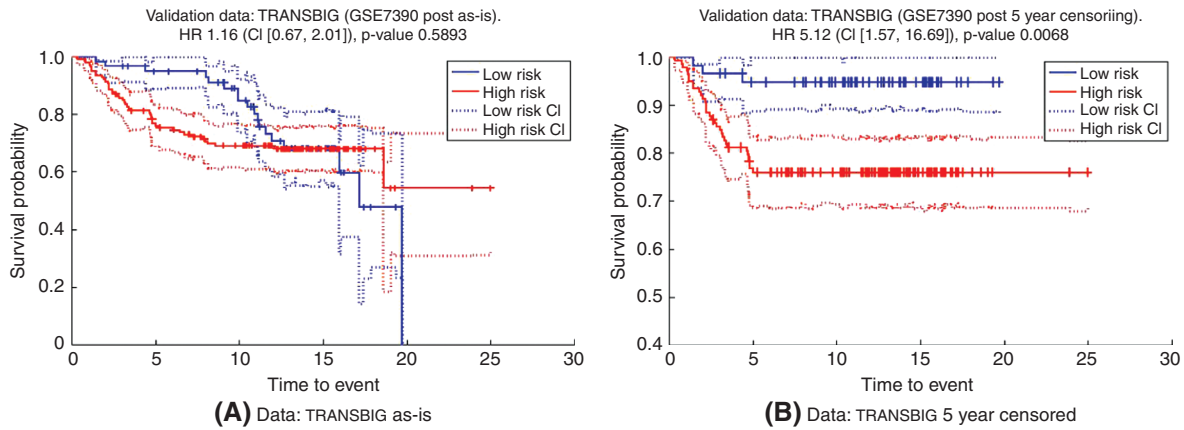 Validation data: TRANSBIG (GSE7390 post as-is).
HR 1.16 (CI [0.67, 2.01]), p-value 0.5893
1.0
0.8
0.6
0.4
0.2
0
Survival probability
Low risk
High risk
Low risk CI
High risk CI
0 5 10 15 20 25 30
Time to event
(A) Data: TRANSBIG as-is
Validation data: TRANSBIG (GSE7390 post 5 year censoriing).
HR 5.12 (CI [1.57, 16.69]), p-value 0.0068
1.0
0.9
0.8
0.7
0.6
0.5
0.4
Survival probability
Low risk
High risk
Low risk CI
High risk CI
0 5 10 15 20 25 30
Time to event
(B) Data: TRANSBIG 5 year censored